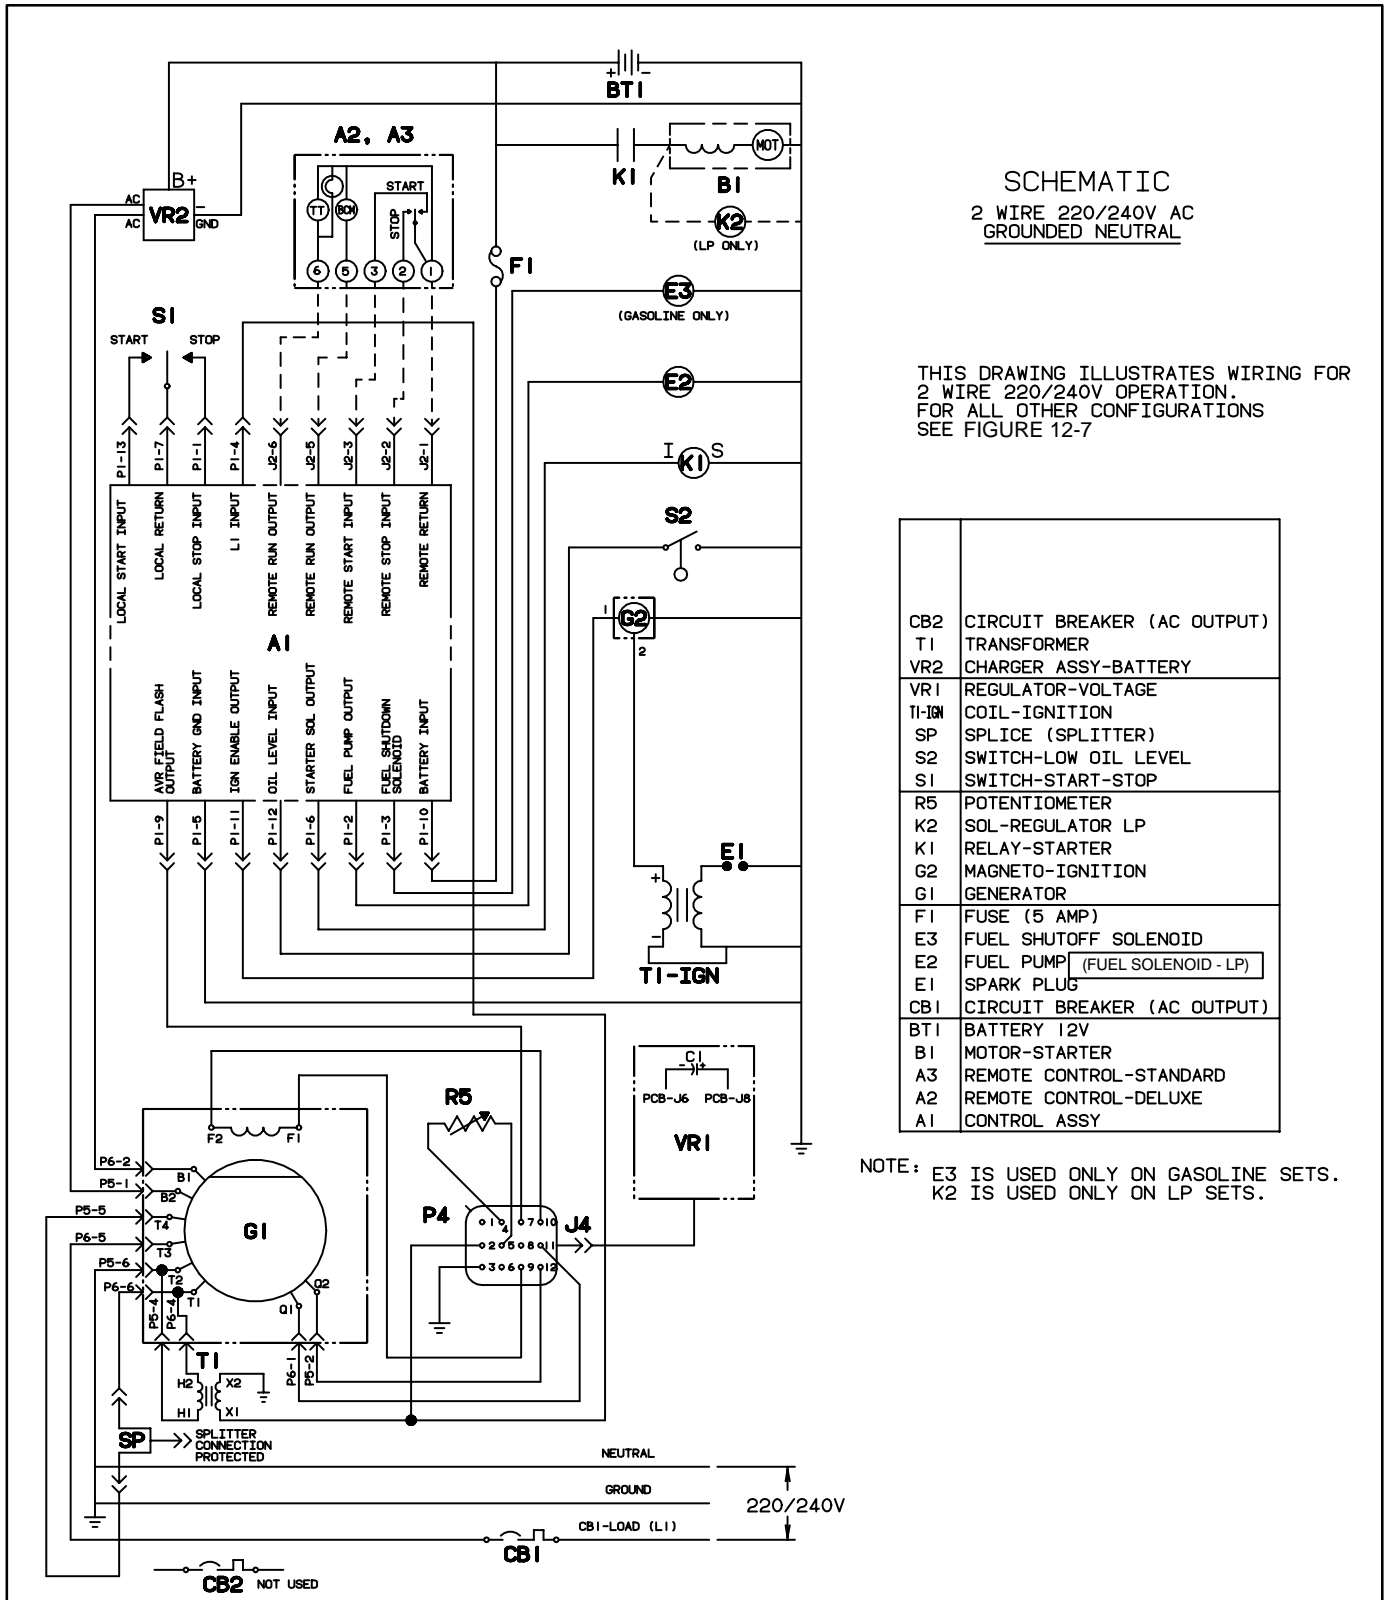 + -
BT1
A2, A3
K1
MOT
B1
K2
(LP ONLY)
SCHEMATIC
2 WIRE 220/240V AC
GROUNDED NEUTRAL
B+
AC
AC
VR2
-
GND
START
STOP
TT
BCM
6 5 3 2 1
F1
E3
(GASOLINE ONLY)
S1
START STOP
E2
THIS DRAWING ILLUSTRATES WIRING FOR
2 WIRE 220/240V OPERATION.
FOR ALL OTHER CONFIGURATIONS
SEE FIGURE 12-7
P1-13
P1-7
P1-1
P1-4
J2-6
J2-5
J2-3
J2-2
J2-1
I K1 S
S2
LOCAL START INPUT
LOCAL RETURN
LOCAL STOP INPUT
L1 INPUT
REMOTE RUN OUTPUT
REMOTE RUN OUTPUT
REMOTE START INPUT
REMOTE STOP INPUT
REMOTE RETURN
A1
1
G2
2
AVR FIELD FLASH
OUTPUT
BATTERY GND INPUT
IGN ENABLE OUTPUT
OIL LEVEL INPUT
STARTER SOL OUTPUT
FUEL PUMP OUTPUT
FUEL SHUTDOWN
SOLENOID
BATTERY INPUT
P1-9
P1-5
P1-11
P1-12
P1-6
P1-2
P1-3
P1-10
E1
+
-
T1-IGN
CB2 CIRCUIT BREAKER (AC OUTPUT)
T1 TRANSFORMER
VR2 CHARGER ASSY-BATTERY
VR1 REGULATOR-VOLTAGE
T1-IGN COIL-IGNITION
SP SPLICE (SPLITTER)
S2 SWITCH-LOW OIL LEVEL
S1 SWITCH-START-STOP
R5 POTENTIOMETER
K2 SOL-REGULATOR LP
K1 RELAY-STARTER
G2 MAGNETO-IGNITION
G1 GENERATOR
F1 FUSE (5 AMP)
E3 FUEL SHUTOFF SOLENOID
E2 FUEL PUMP (FUEL SOLENOID - LP)
E1 SPARK PLUG
CB1 CIRCUIT BREAKER (AC OUTPUT)
BT1 BATTERY 12V
B1 MOTOR-STARTER
A3 REMOTE CONTROL-STANDARD
A2 REMOTE CONTROL-DELUXE
A1 CONTROL ASSY
NOTE: E3 IS USED ONLY ON GASOLINE SETS.
K2 IS USED ONLY ON LP SETS.
C1
- +
PCB-J6 PCB-J8
VR1
R5
F2 F1
P6-2
P5-1
P5-5
P6-5
P5-6
P6-6
B1
B2
T4
T3
T2
T1
G1
Q2
Q1
P5-4
P6-4
P6-1
P5-2
P4
J4
1 4 7 10
2 5 8 11
3 6 9 12
T1
H2 X2
H1 X1
SP
SPLITTER
CONNECTION
PROTECTED
NEUTRAL
GROUND
220/240V
CB1-LOAD (L1)
CB1
CB2 NOT USED